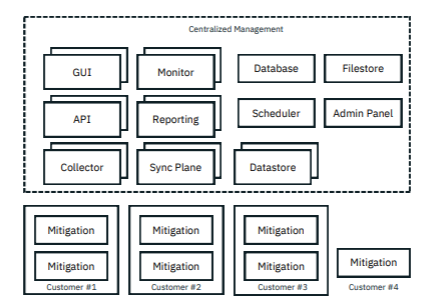 Centralized Management
GUI Monitor Database Filestore
API Reporting Scheduler Admin Panel
Collector Sync Plane Datastore
Mitigation Mitigation Mitigation
Mitigation Mitigation Mitigation Mitigation
Customer #1 Customer #2 Customer #3 Customer #4